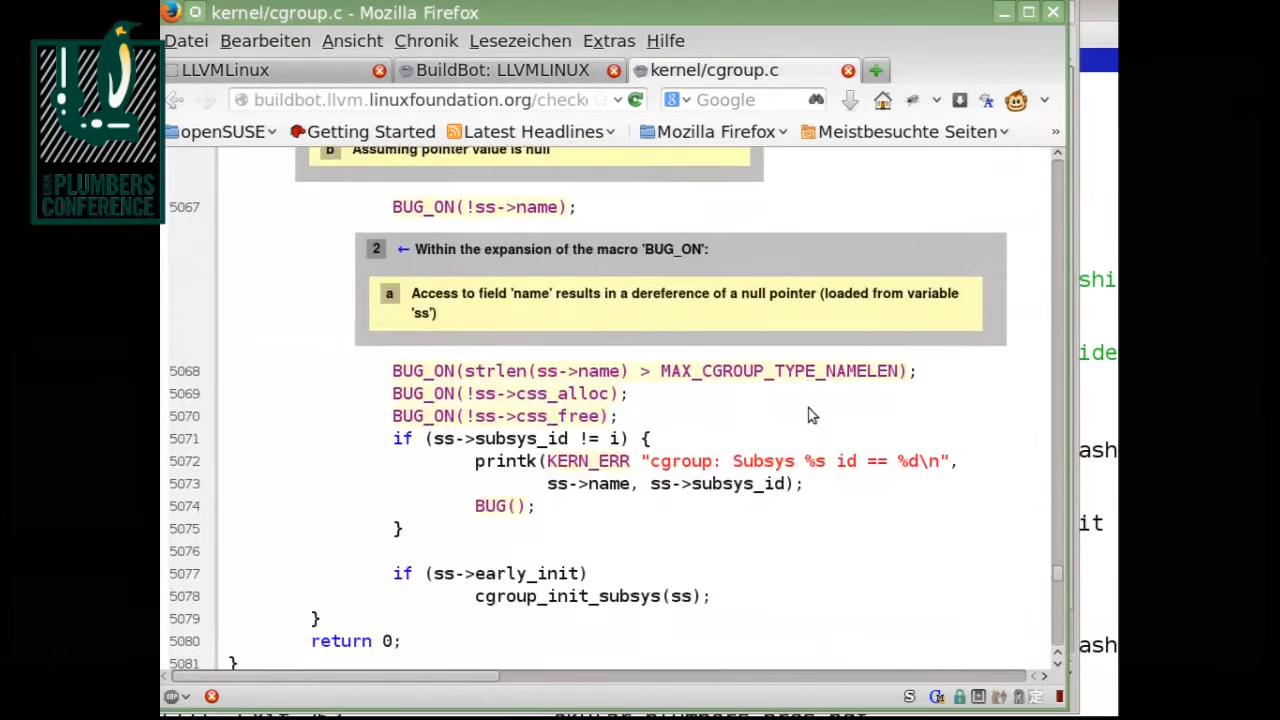 kernel/cgroup.c - Mozilla Firefox
Datei Bearbeiten Ansicht Chronik Lesezeichen Extras Hilfe
LLVMLinux BuildBot: LLVMLINUX kernel/cgroup.c
buildbot.llvm.linuxfoundation.org/check Google
openSUSE Getting Started Latest Headlines Mozilla Firefox Meistbesuchte Seiten »
LINUX
PLUMBERS
CONFERENCE
b Assuming pointer value is null
5067 BUG_ON(!ss->name);
2 ← Within the expansion of the macro 'BUG_ON':
a Access to field 'name' results in a dereference of a null pointer (loaded from variable
'ss')
5068 BUG_ON(strlen(ss->name) > MAX_CGROUP_TYPE_NAMELEN);
5069 BUG_ON(!ss->css_alloc);
5070 BUG_ON(!ss->css_free);
5071 if (ss->subsys_id != i) {
5072 printk(KERN_ERR "cgroup: Subsys %s id == %d\n",
5073 ss->name, ss->subsys_id);
5074 BUG();
5075 }
5076
5077 if (ss->early_init)
5078 cgroup_init_subsys(ss);
5079 }
5080 return 0;
5081 }
shi
ide
ash
it
ash